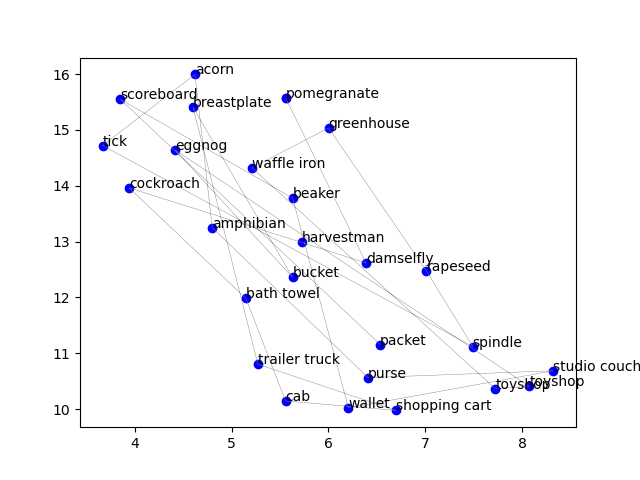 16
acorn
scoreboard
pomegranate
breastplate
15
greenhouse
tick
eggnog
waffle iron
14
cockroach
beaker
amphibian
13
harvestman
damselfly
rapeseed
bucket
12
bath towel
packet
spindle
11
trailer truck
studio couch
purse
toyshop
toyshop
cab
wallet
shopping cart
10
4 5 6 7 8